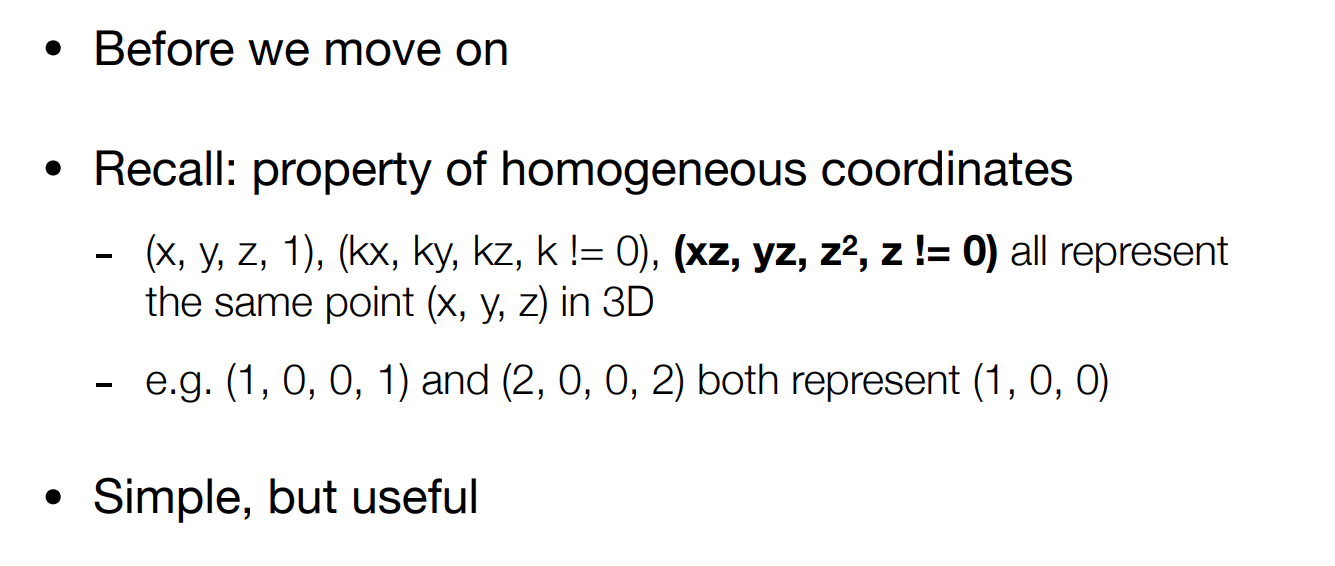 • Before we move on
• Recall: property of homogeneous coordinates
- (x, y, z, 1), (kx, ky, kz, k != 0), (xz, yz, z², z != 0) all represent
the same point (x, y, z) in 3D
- e.g. (1, 0, 0, 1) and (2, 0, 0, 2) both represent (1, 0, 0)
• Simple, but useful